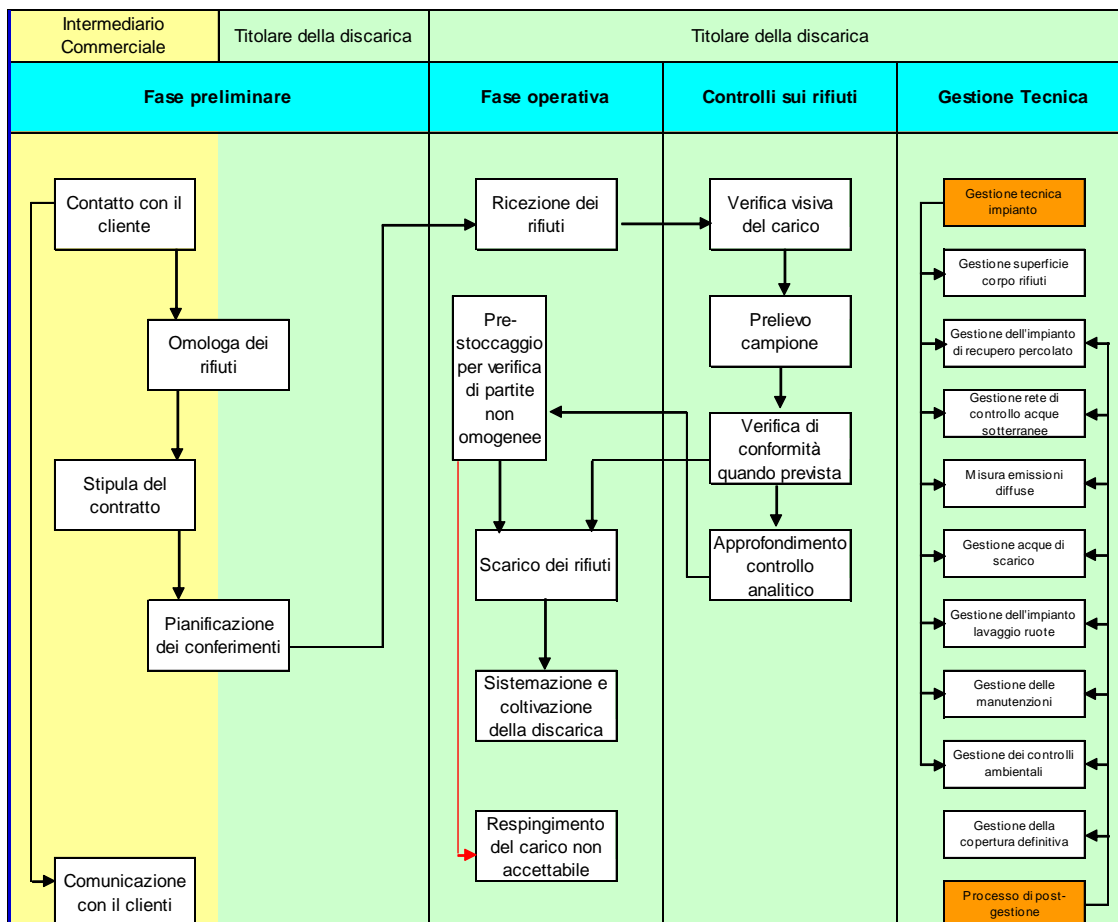 Intermediario
Commerciale
Titolare della discarica
Titolare della discarica
Fase preliminare
Fase operativa
Controlli sui rifiuti
Gestione Tecnica
Contatto con il
cliente
Omologa dei
rifiuti
Stipula del
contratto
Pianificazione
dei conferimenti
Comunicazione
con il clienti
Ricezione dei
rifiuti
Pre-
stoccaggio
per verifica
di partite
non
omogenee
Scarico dei rifiuti
Sistemazione e
coltivazione
della discarica
Respingimento
del carico non
accettabile
Verifica visiva
del carico
Prelievo
campione
Verifica di
conformità
quando prevista
Approfondimento
controllo
analitico
Gestione tecnica
impianto
Gestione superficie
corpo rifiuti
Gestione dell'impianto
di recupero percolato
Gestione rete di
controllo acque
sotterranee
Misura emissioni
diffuse
Gestione acque di
scarico
Gestione dell'impianto
lavaggio ruote
Gestione delle
manutenzioni
Gestione dei controlli
ambientali
Gestione della
copertura definitiva
Processo di post-
gestione